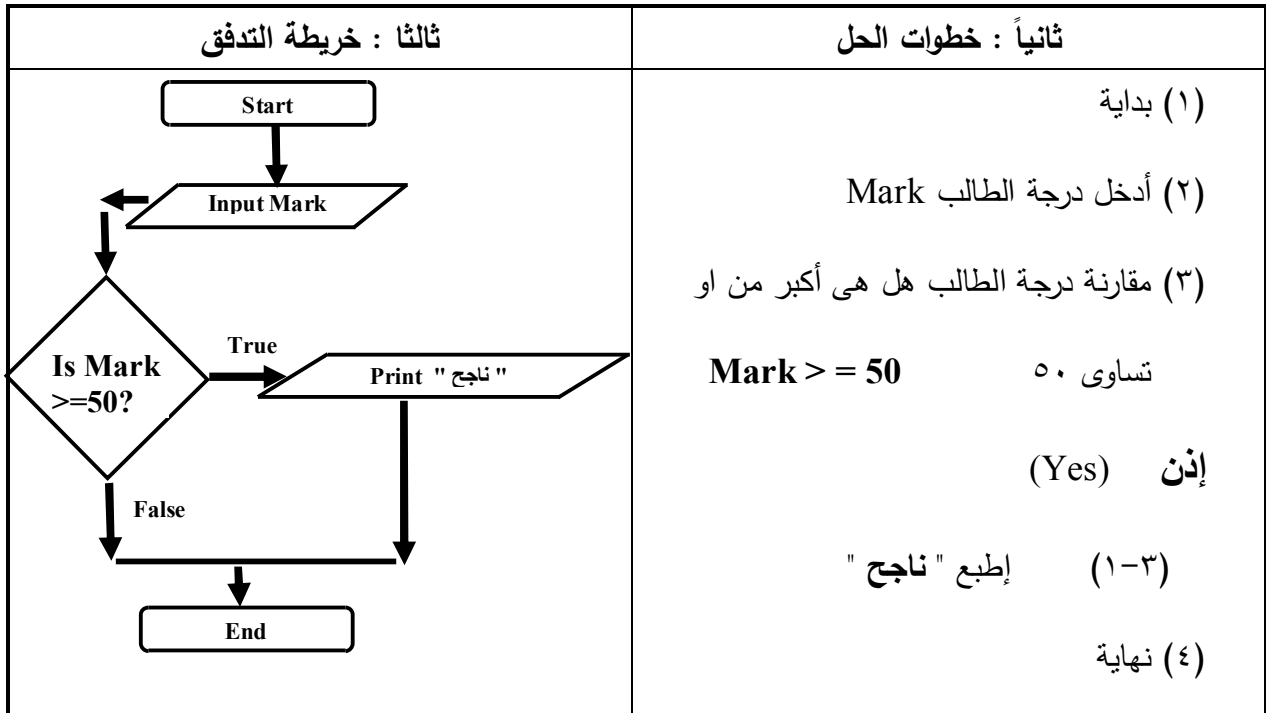 ثانياً : خطوات الحل
(١) بداية
(٢) أدخل درجة الطالب Mark
(٣) مقارنة درجة الطالب هل هى أكبر من او
تساوى ٥٠ Mark > = 50
إذن (Yes)
(٣-١) إطبع " ناجح "
(٤) نهاية
ثالثا : خريطة التدفق
Start
Input Mark
Is Mark
>=50?
True
Print " ناجح "
False
End